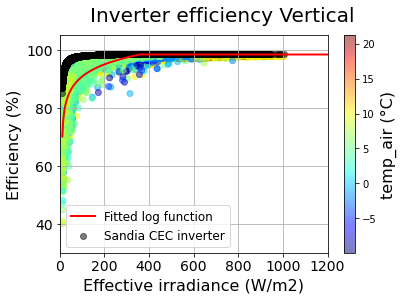 Inverter efficiency Vertical
100
80
60
40
Efficiency (%)
0 200 400 600 800 1000 1200
Effective irradiance (W/m2)
Fitted log function
Sandia CEC inverter
20
15
10
5
0
−5
temp_air (°C)